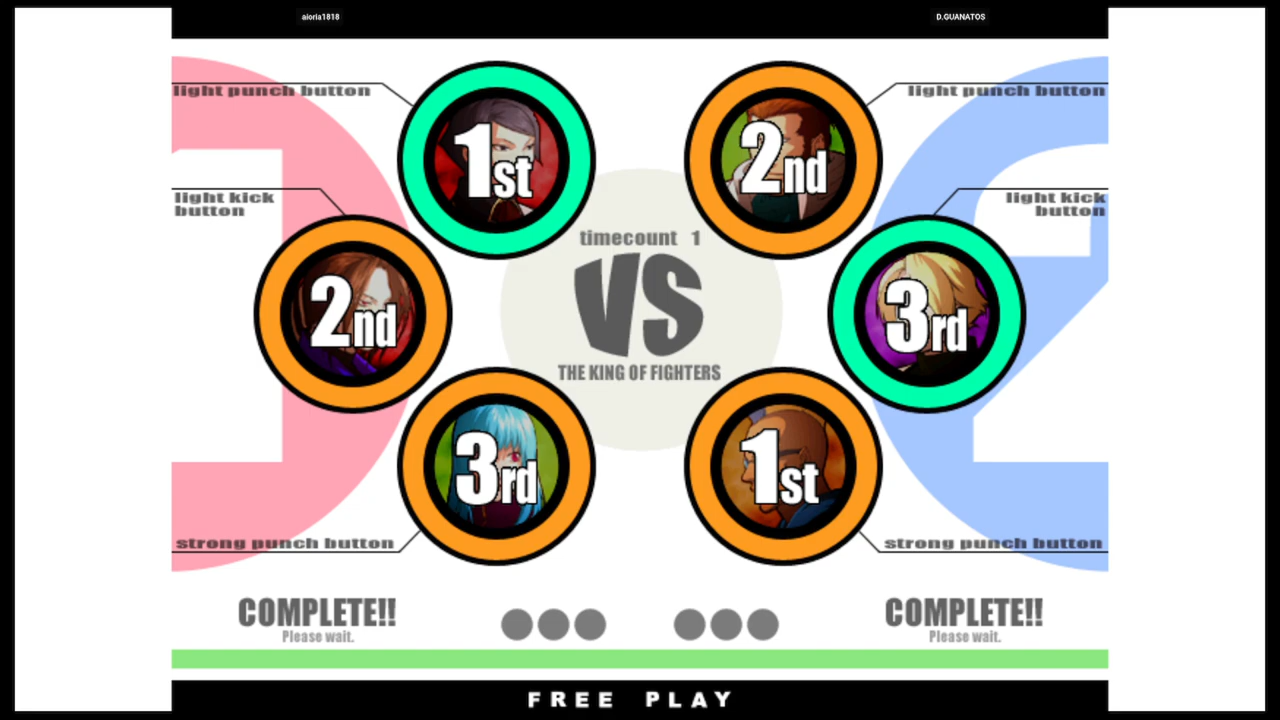 aioria1818
D.GUANATOS
light punch button
light punch button
1st
2nd
light kick
button
light kick
button
timecount 1
VS
THE KING OF FIGHTERS
2nd
3rd
3rd
1st
strong punch button
strong punch button
COMPLETE!!
Please wait.
COMPLETE!!
Please wait.
FREE PLAY